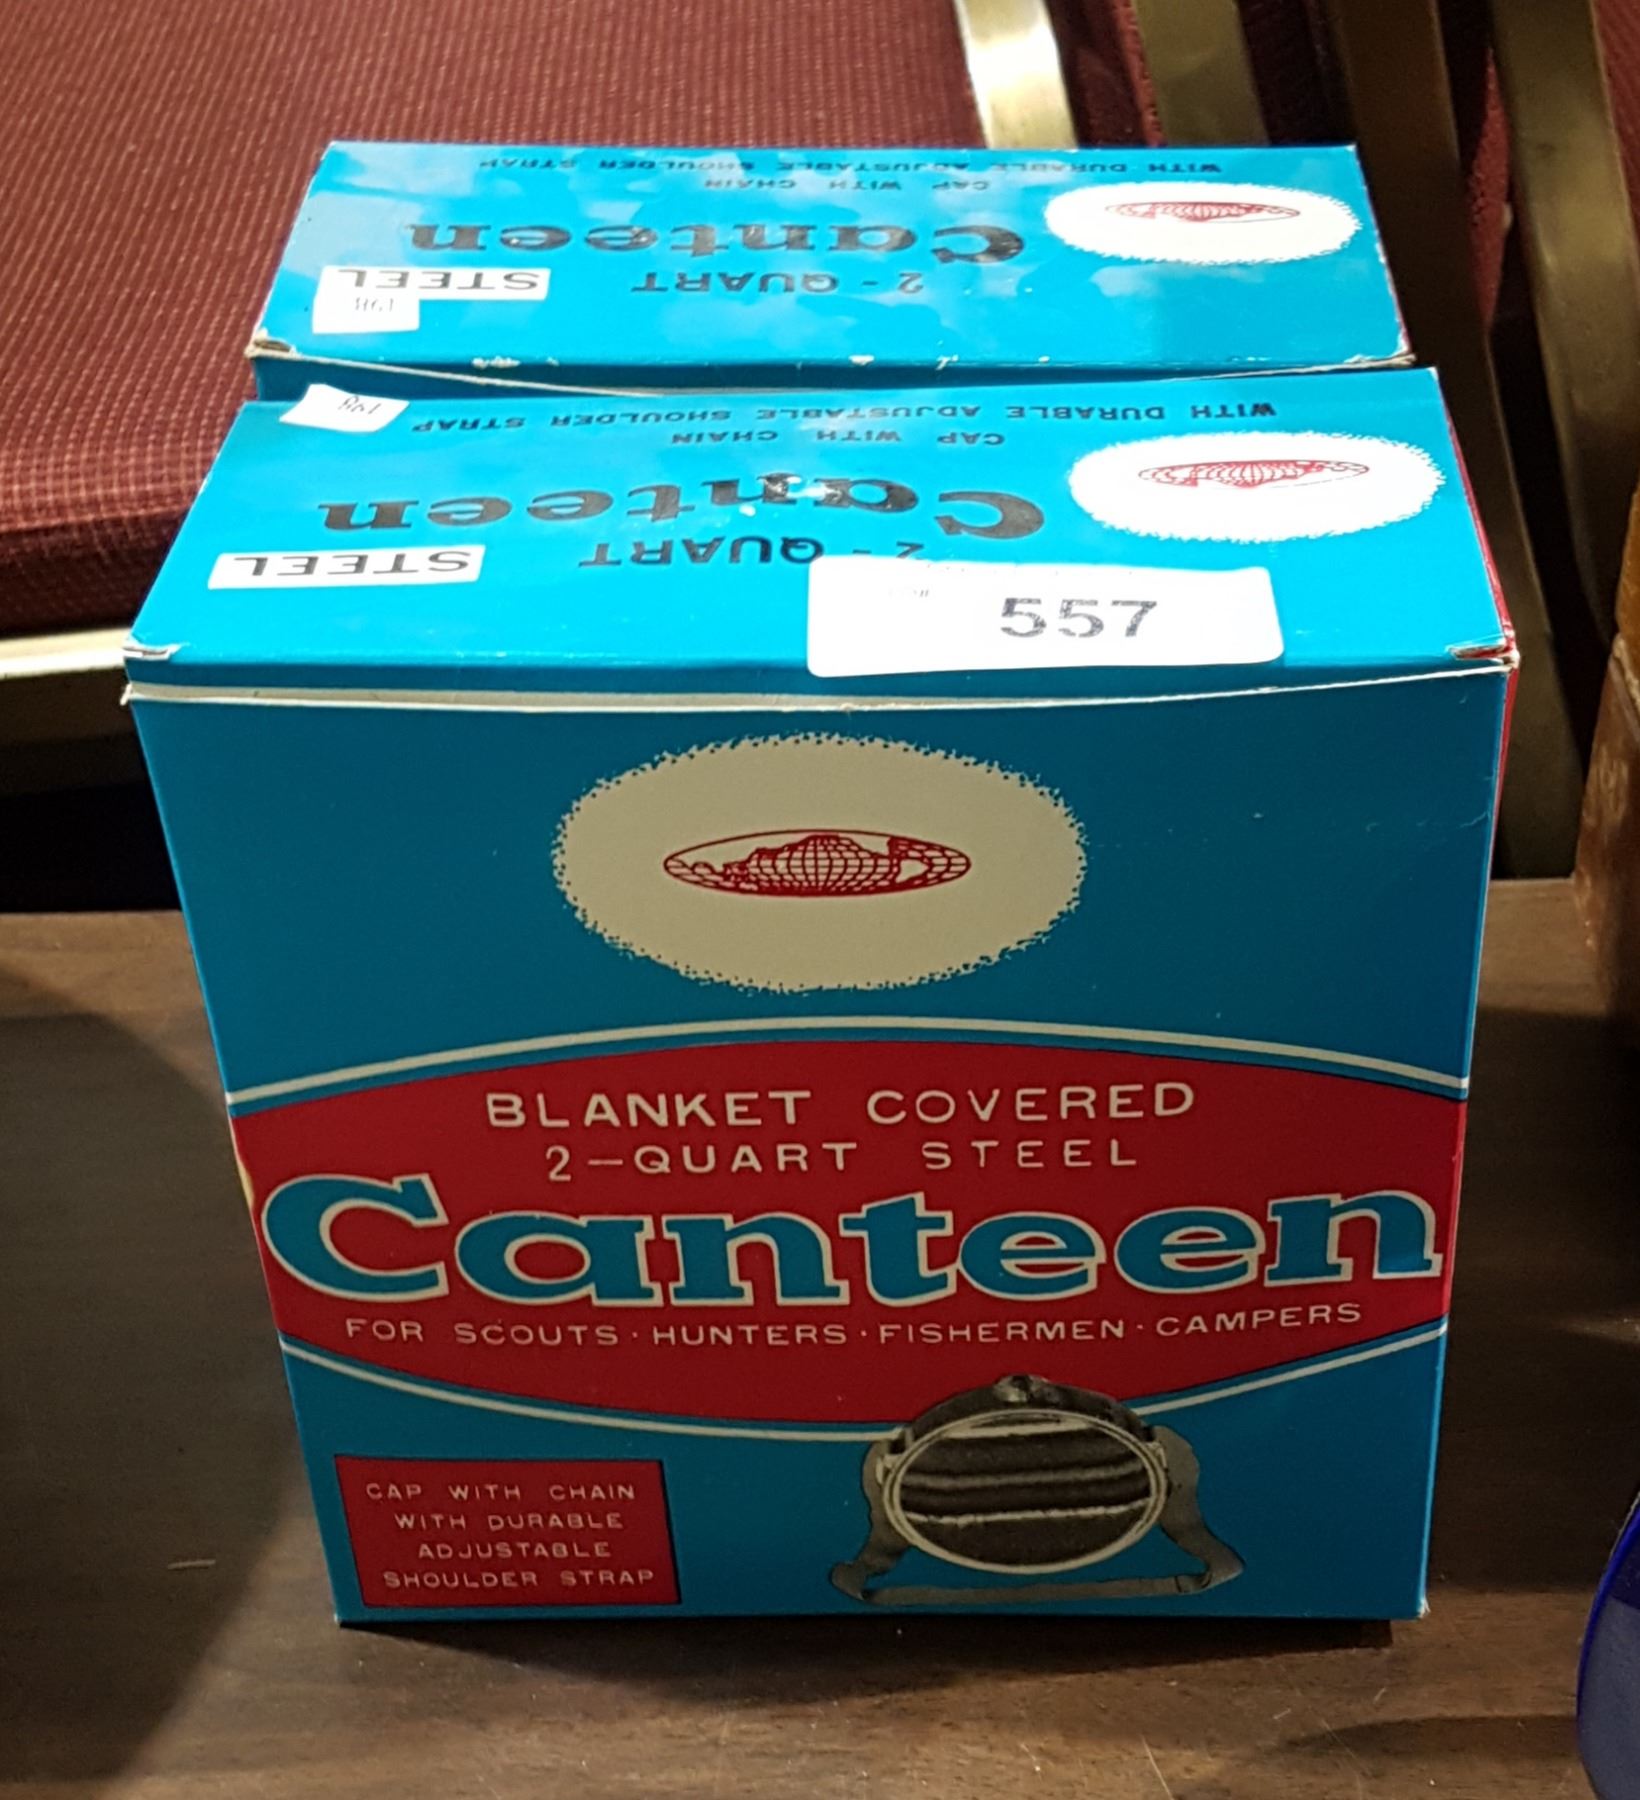 WITH DURABLE ADJUSTABLE SHOULDER STRAP
CAP WITH CHAIN
Canteen
2 - QUART
STEEL
198
198
WITH DURABLE ADJUSTABLE SHOULDER STRAP
CAP WITH CHAIN
Canteen
2 - QUART
STEEL
557
BLANKET COVERED
2-QUART STEEL
Canteen
FOR SCOUTS · HUNTERS · FISHERMEN · CAMPERS
CAP WITH CHAIN
WITH DURABLE
ADJUSTABLE
SHOULDER STRAP